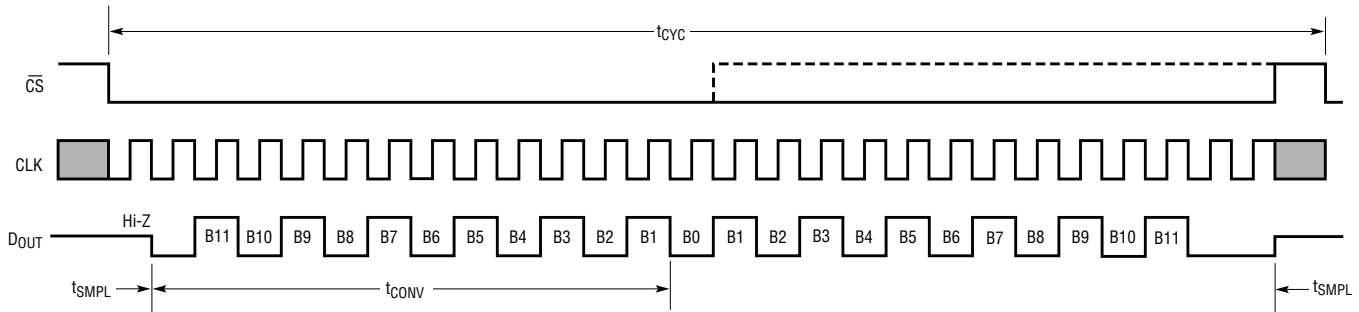 tCYC
CS
CLK
Hi-Z
DOUT
B11 B10 B9 B8 B7 B6 B5 B4 B3 B2 B1 B0 B1 B2 B3 B4 B5 B6 B7 B8 B9 B10 B11
tSMPL tCONV tSMPL